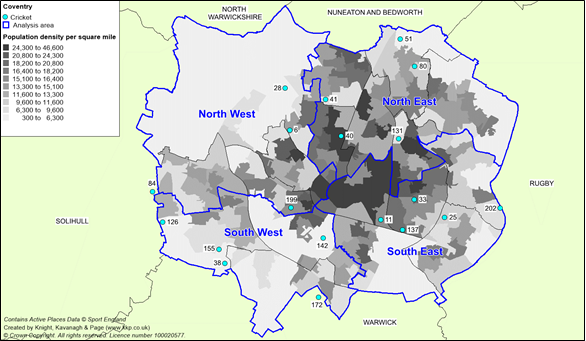 Coventry
Cricket
Analysis area
Population density per square mile
24,300 to 46,600
20,800 to 24,300
18,200 to 20,800
16,400 to 18,200
15,100 to 16,400
13,300 to 15,100
11,600 to 13,300
9,600 to 11,600
6,300 to 9,600
300 to 6,300
NORTH
WARWICKSHIRE
NUNEATON AND BEDWORTH
51
80
28
41
North West
North East
6
40
131
84
RUGBY
199
33
202
SOLIHULL
126
11
25
South West
137
142
155
South East
38
172
WARWICK
Contains Active Places Data © Sport England
Created by Knight, Kavanagh & Page (www.kkp.co.uk)
© Crown Copyright. All rights reserved. Licence number 100020577.